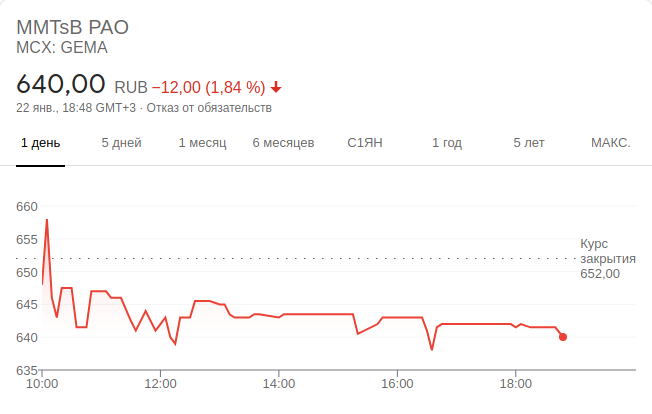 MMTsB PAO
MCX: GEMA
640,00 RUB −12,00 (1,84 %)
22 янв., 18:48 GMT+3 · Отказ от обязательств
1 день 5 дней 1 месяц 6 месяцев С1ЯН 1 год 5 лет МАКС.
660
655
650
645
640
635
Курс
закрытия
652,00
10:00 12:00 14:00 16:00 18:00